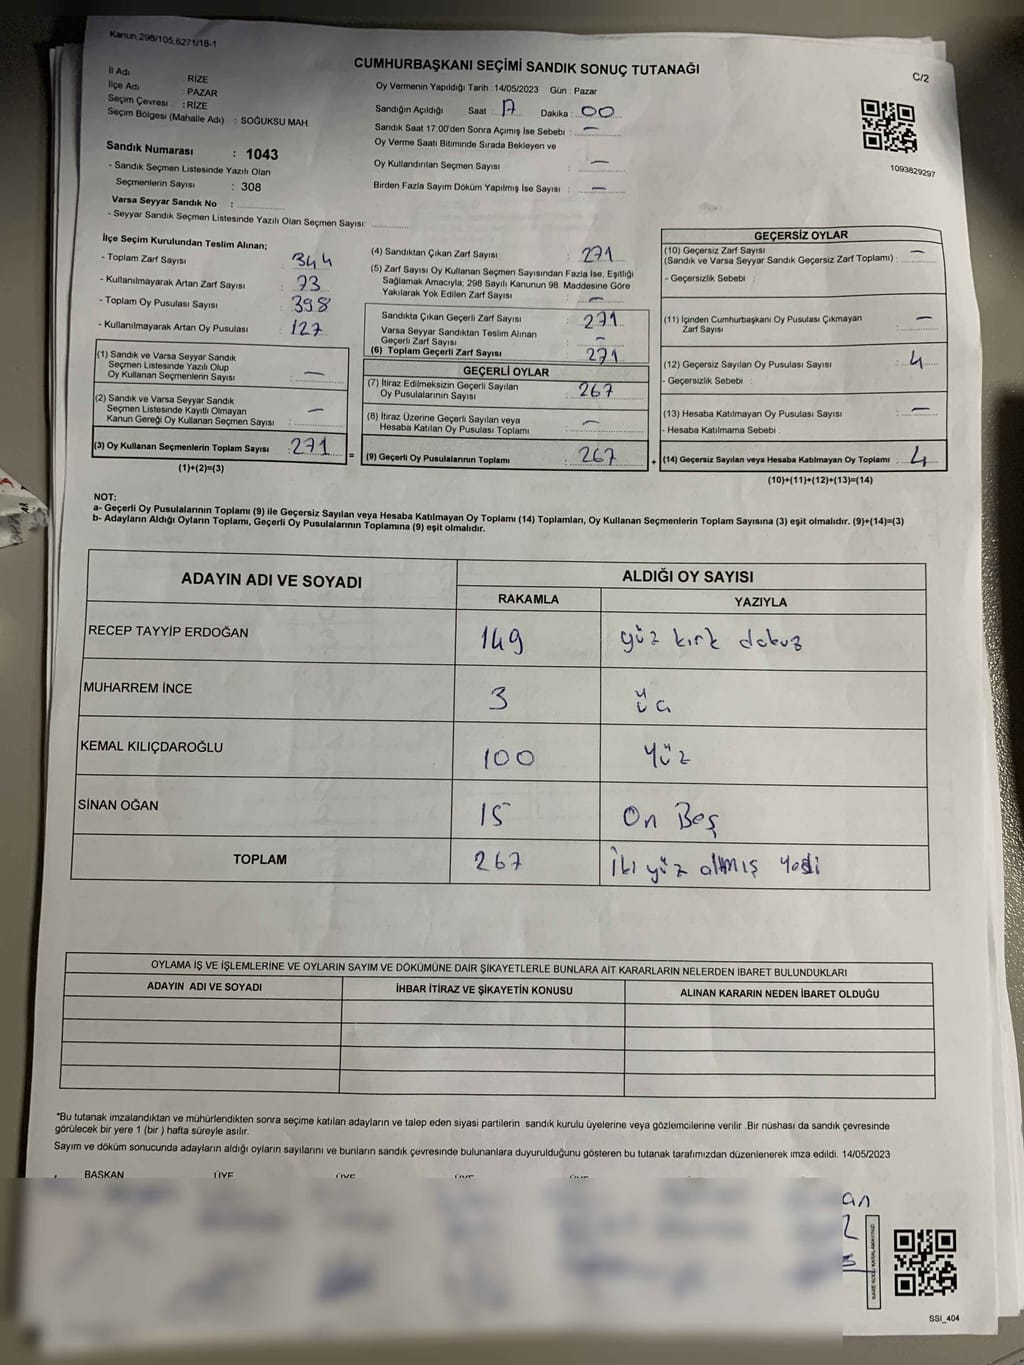 Kanun.298/105,6271/18-1
CUMHURBAŞKANI SEÇİMİ SANDIK SONUÇ TUTANAĞI
C/2
İl Adı : RİZE
İlçe Adı : PAZAR
Seçim Çevresi : RİZE
Seçim Bölgesi (Mahalle Adı) : SOĞUKSU MAH.
Sandık Numarası : 1043
- Sandık Seçmen Listesinde Yazılı Olan
Seçmenlerin Sayısı : 308
Varsa Seyyar Sandık No :
- Seyyar Sandık Seçmen Listesinde Yazılı Olan Seçmen Sayısı:
Oy Vermenin Yapıldığı Tarih : 14/05/2023 Gün : Pazar
Sandığın Açıldığı Saat : 17 Dakika : 00
Sandık Saat 17:00'den Sonra Açımış İse Sebebi : —
Oy Verme Saati Bitiminde Sırada Bekleyen ve
Oy Kullandırılan Seçmen Sayısı : —
Birden Fazla Sayım Döküm Yapılmış İse Sayısı : —
1093829297
İlçe Seçim Kurulundan Teslim Alınan;
- Toplam Zarf Sayısı : 344
- Kullanılmayarak Artan Zarf Sayısı : 73
- Toplam Oy Pusulası Sayısı : 398
- Kullanılmayarak Artan Oy Pusulası : 127
(1) Sandık ve Varsa Seyyar Sandık
Seçmen Listesinde Yazılı Olup
Oy Kullanan Seçmenlerin Sayısı : —
(2) Sandık ve Varsa Seyyar Sandık
Seçmen Listesinde Kayıtlı Olmayan
Kanun Gereği Oy Kullanan Seçmen Sayısı : —
(3) Oy Kullanan Seçmenlerin Toplam Sayısı : 271
(1)+(2)=(3)
(4) Sandıktan Çıkan Zarf Sayısı : 271
(5) Zarf Sayısı Oy Kullanan Seçmen Sayısından Fazla İse, Eşitliği
Sağlamak Amacıyla; 298 Sayılı Kanunun 98. Maddesine Göre
Yakılarak Yok Edilen Zarf Sayısı : —
Sandıkta Çıkan Geçerli Zarf Sayısı : 271
Varsa Seyyar Sandıktan Teslim Alınan
Geçerli Zarf Sayısı : —
(6) Toplam Geçerli Zarf Sayısı : 271
GEÇERLİ OYLAR
(7) İtiraz Edilmeksizin Geçerli Sayılan
Oy Pusulalarının Sayısı : 267
(8) İtiraz Üzerine Geçerli Sayılan veya
Hesaba Katılan Oy Pusulası Toplamı : —
= (9) Geçerli Oy Pusulalarının Toplamı : 267 +
GEÇERSİZ OYLAR
(10) Geçersiz Zarf Sayısı
(Sandık ve Varsa Seyyar Sandık Geçersiz Zarf Toplamı) : —
- Geçersizlik Sebebi :
(11) İçinden Cumhurbaşkanı Oy Pusulası Çıkmayan
Zarf Sayısı : —
(12) Geçersiz Sayılan Oy Pusulası Sayısı : 4
- Geçersizlik Sebebi :
(13) Hesaba Katılmayan Oy Pusulası Sayısı : —
- Hesaba Katılmama Sebebi :
(14) Geçersiz Sayılan veya Hesaba Katılmayan Oy Toplamı : 4
(10)+(11)+(12)+(13)=(14)
NOT:
a- Geçerli Oy Pusulalarının Toplamı (9) ile Geçersiz Sayılan veya Hesaba Katılmayan Oy Toplamı (14) Toplamları, Oy Kullanan Seçmenlerin Toplam Sayısına (3) eşit olmalıdır. (9)+(14)=(3)
b- Adayların Aldığı Oyların Toplamı, Geçerli Oy Pusulalarının Toplamına (9) eşit olmalıdır.
ADAYIN ADI VE SOYADI ALDIĞI OY SAYISI
RAKAMLA YAZIYLA
RECEP TAYYİP ERDOĞAN 149 yüz kırk dokuz
MUHARREM İNCE 3 üç
KEMAL KILIÇDAROĞLU 100 Yüz
SİNAN OĞAN 15 On Beş
TOPLAM 267 İki yüz altmış Yedi
OYLAMA İŞ VE İŞLEMLERİNE VE OYLARIN SAYIM VE DÖKÜMÜNE DAİR ŞİKAYETLERLE BUNLARA AİT KARARLARIN NELERDEN İBARET BULUNDUKLARI
ADAYIN ADI VE SOYADI İHBAR İTİRAZ VE ŞİKAYETİN KONUSU ALINAN KARARIN NEDEN İBARET OLDUĞU
*Bu tutanak imzalandıktan ve mühürlendikten sonra seçime katılan adayların ve talep eden siyasi partilerin sandık kurulu üyelerine veya gözlemcilerine verilir .Bir nüshası da sandık çevresinde
görülecek bir yere 1 (bir ) hafta süreyle asılır.
Sayım ve döküm sonucunda adayların aldığı oyların sayılarını ve bunların sandık çevresinde bulunanlara duyurulduğunu gösteren bu tutanak tarafımızdan düzenlenerek imza edildi. 14/05/2023
BAŞKAN ÜYE ÜYE ÜYE ÜYE
KARE KODU KARALAMAYINIZ!
SSI_404